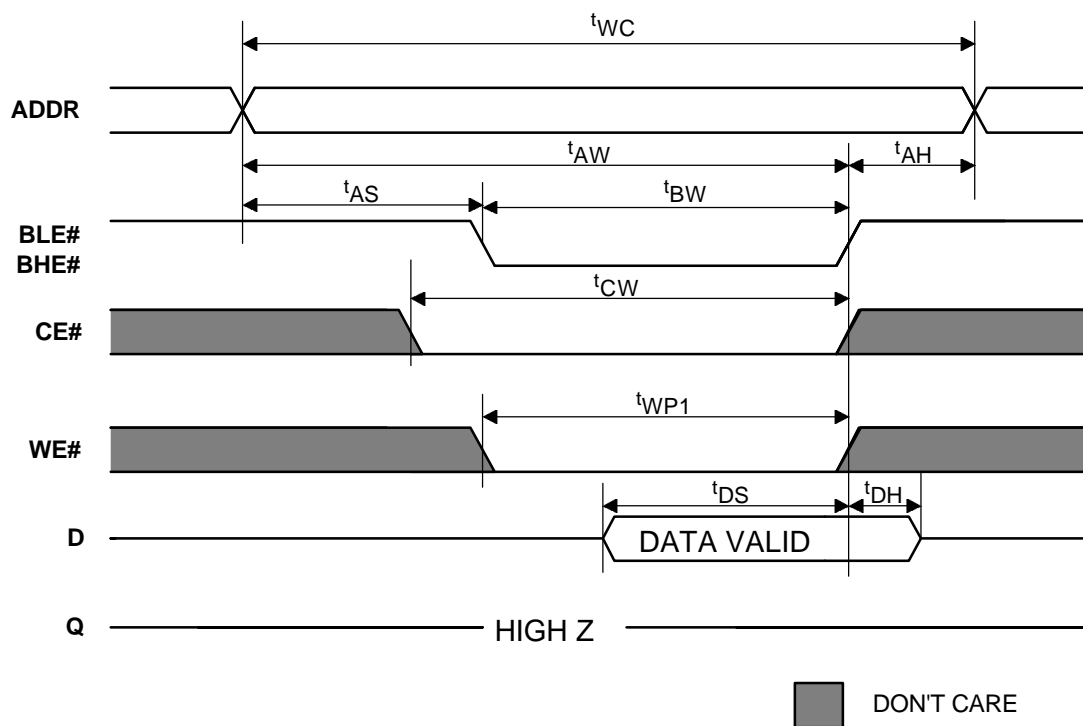 tWC
ADDR
tAW
tAH
tAS
tBW
BLE#
BHE#
tCW
CE#
tWP1
WE#
tDS
tDH
D
DATA VALID
Q
HIGH Z
DON'T CARE